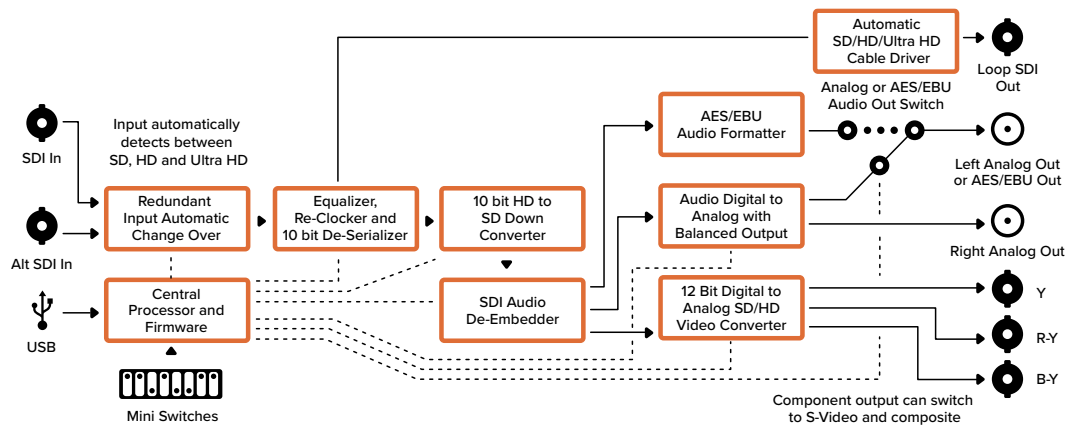 Automatic
SD/HD/Ultra HD
Cable Driver
Loop SDI
Out
Analog or AES/EBU
Audio Out Switch
SDI In
Input automatically
detects between
SD, HD and Ultra HD
AES/EBU
Audio Formatter
Left Analog Out
or AES/EBU Out
Alt SDI In
Redundant
Input Automatic
Change Over
Equalizer,
Re-Clocker and
10 bit De-Serializer
10 bit HD to
SD Down
Converter
Audio Digital to
Analog with
Balanced Output
Right Analog Out
USB
Central
Processor and
Firmware
SDI Audio
De-Embedder
12 Bit Digital to
Analog SD/HD
Video Converter
Y
R-Y
B-Y
Mini Switches
Component output can switch
to S-Video and composite